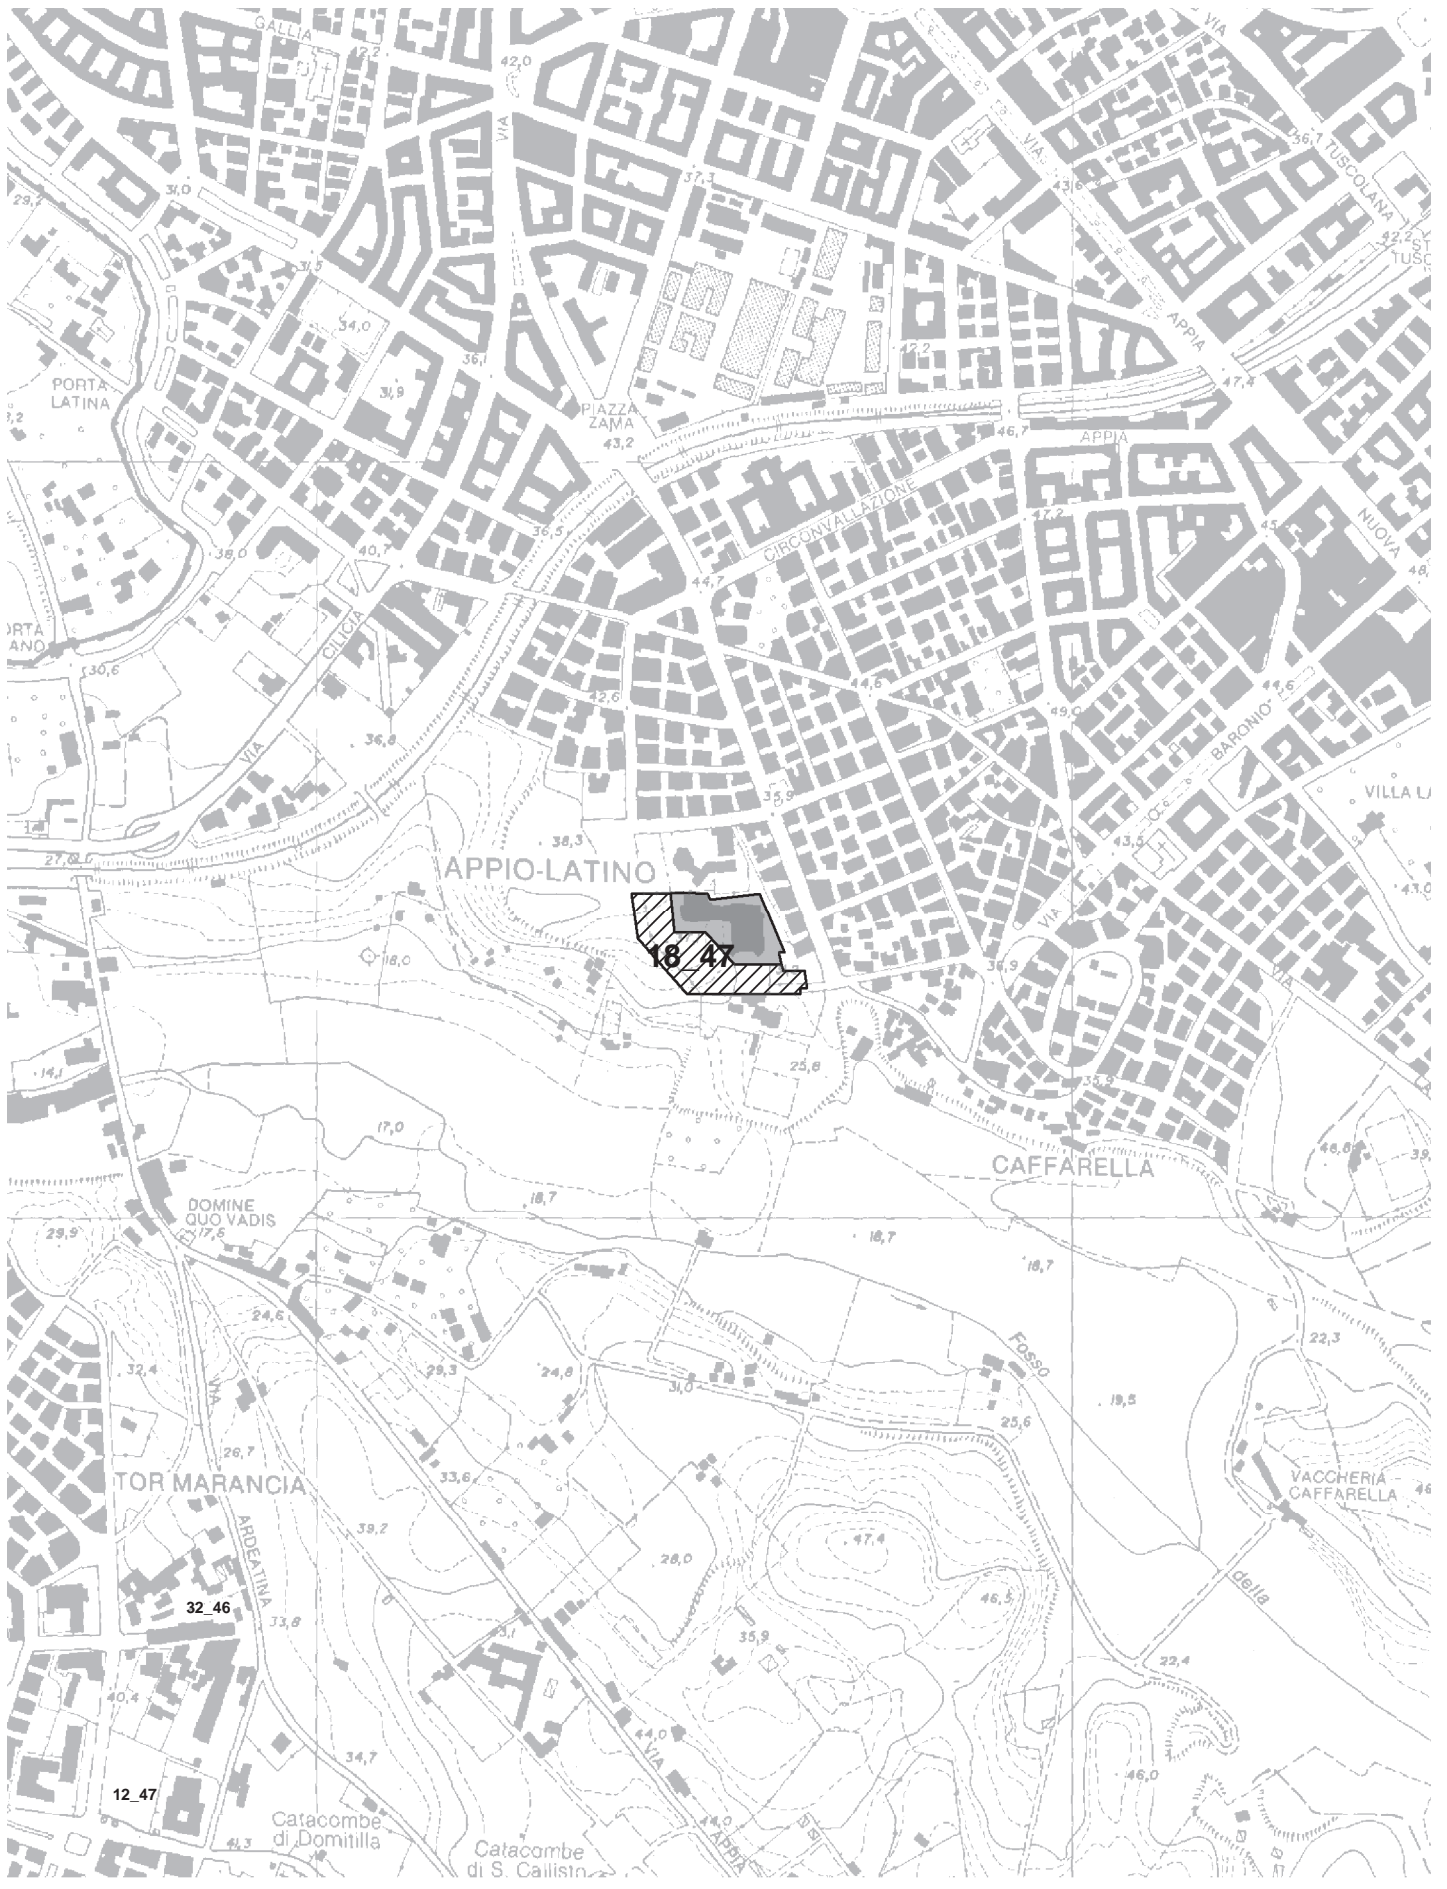 GALLIA
42,2
42,0
VIA
VIA
VIA
36,7
TUSCOLANA
29,2
31,0
37,3
43,6
42,2
31,5
34,0
36,1
APPIA
42,2
PORTA
LATINA
31,9
PIAZZA
ZAMA
43,2
47,4
46,7
APPIA
CIRCONVALLAZIONE
36,5
47,2
NUOVA
38,0
40,7
44,7
CILICIA
30,6
42,6
44,6
44,6
49,0
36,8
VIA
BARONIO
35,9
VILLA LA
38,3
43,5
27,0
APPIO-LATINO
43,0
VIA
18,0
18_47
36,9
VIA
14,1
25,8
35,9
17,0
CAFFARELLA
46,8
18,7
DOMINE
QUO VADIS
17,6
29,9
18,7
18,7
24,6
Fosso
22,3
32,4
29,3
24,8
31,0
19,5
VIA
25,6
26,7
33,6
TOR MARANCIA
VACCHERIA
CAFFARELLA
39,2
ARDEATINA
47,4
28,0
della
46,5
32_46
33,8
43,1
35,9
22,4
40,4
44,0
34,7
VIA
46,0
12_47
44,0
Catacombe
di Domitilla
41,3
APPIA
Catacombe
di S. Callisto